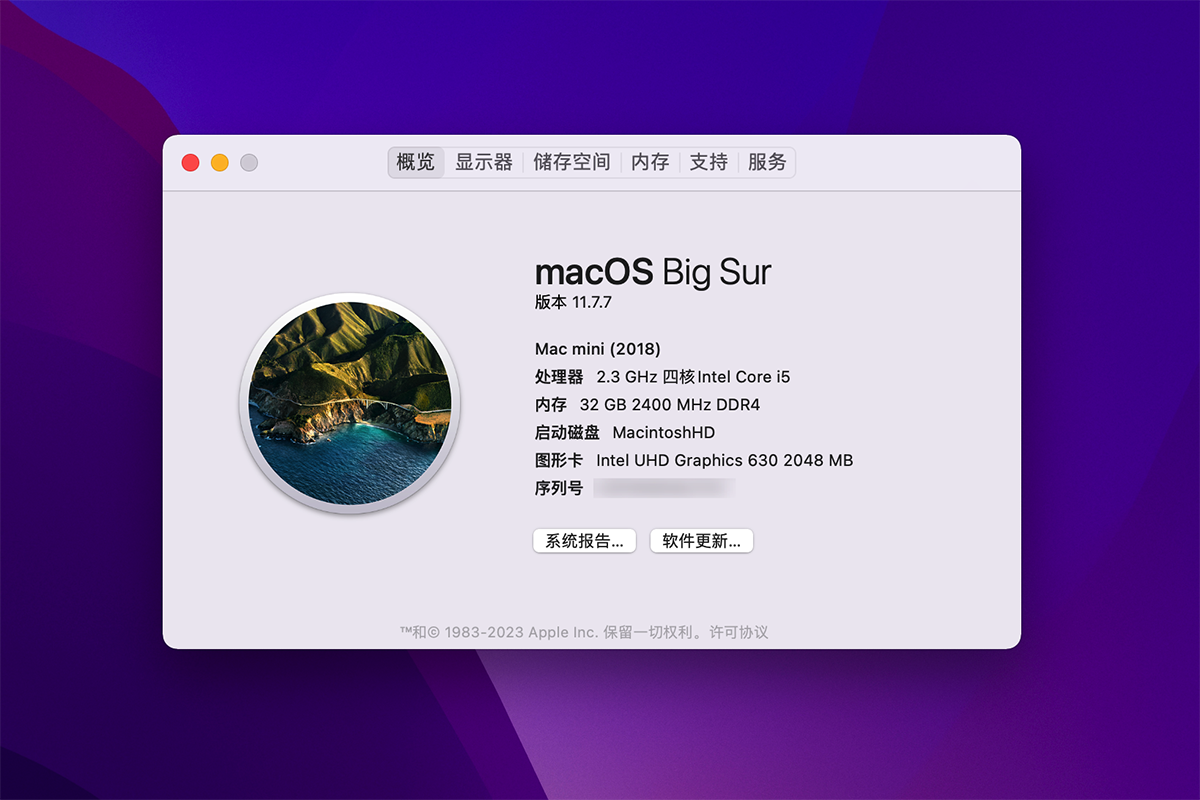 概览 显示器 储存空间 内存 支持 服务
macOS Big Sur
版本 11.7.7
Mac mini (2018)
处理器 2.3 GHz 四核Intel Core i5
内存 32 GB 2400 MHz DDR4
启动磁盘 MacintoshHD
图形卡 Intel UHD Graphics 630 2048 MB
序列号
系统报告... 软件更新...
™和© 1983-2023 Apple Inc. 保留一切权利。许可协议